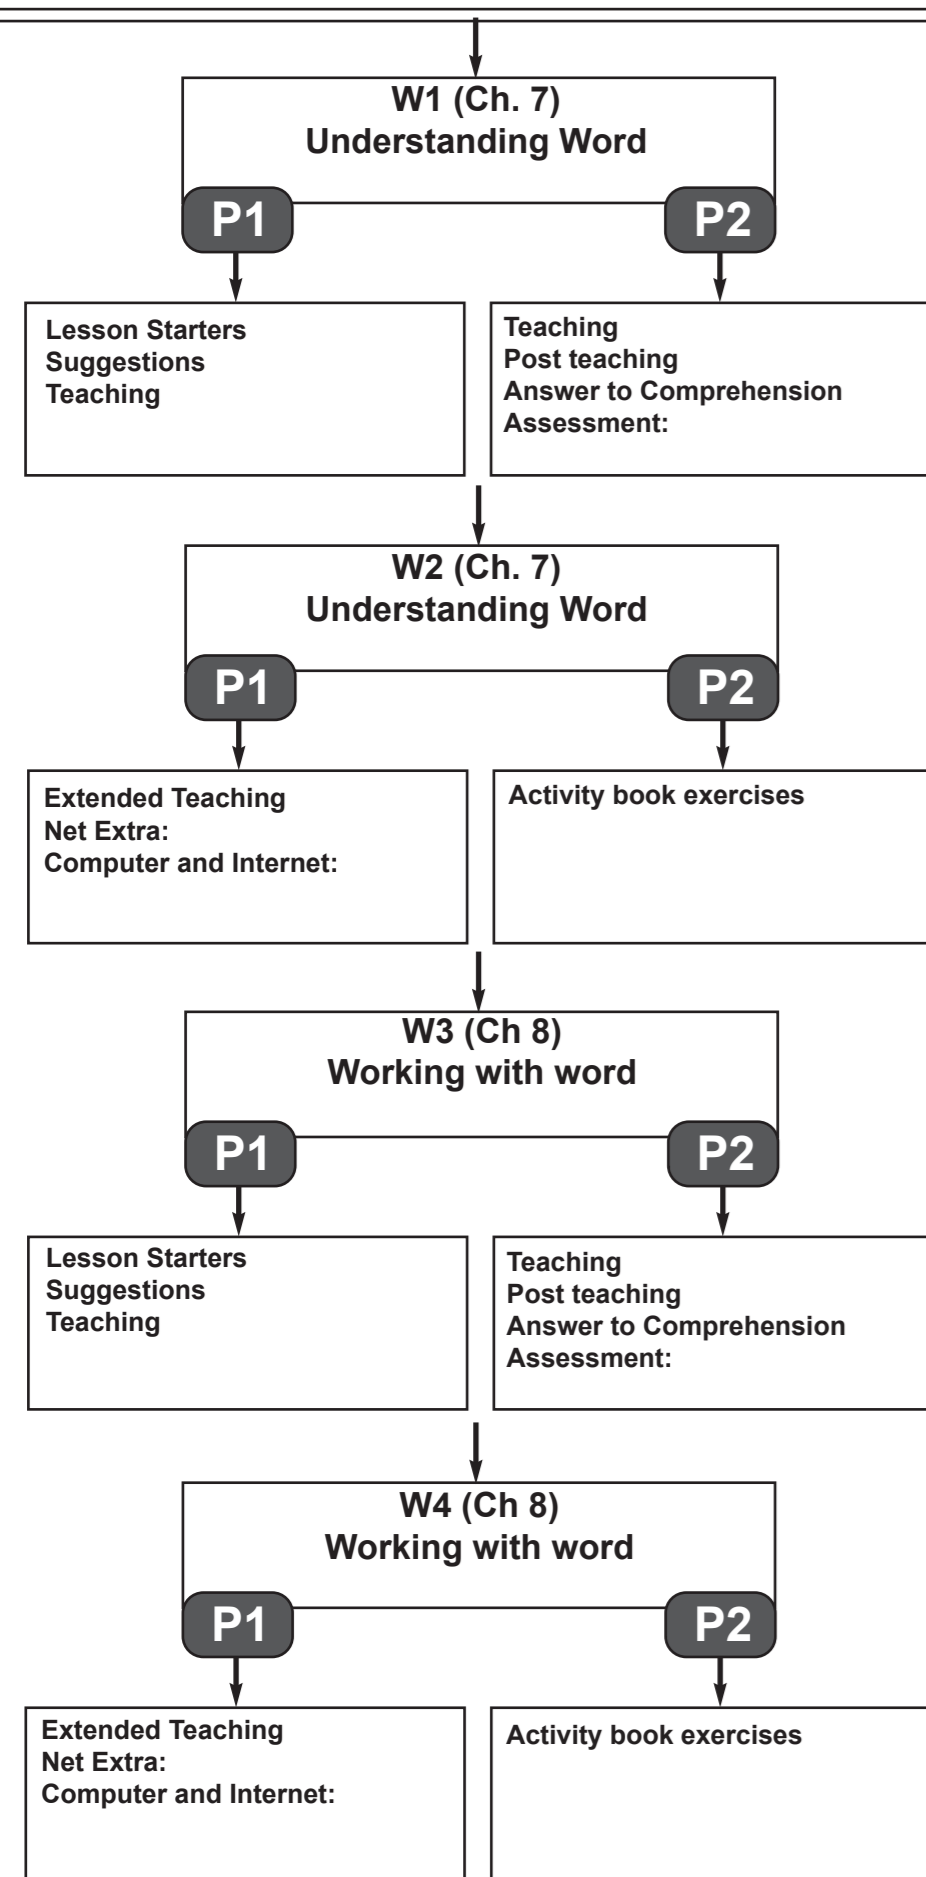 W1 (Ch. 7)
Understanding Word
P1
P2
Lesson Starters
Suggestions
Teaching
Teaching
Post teaching
Answer to Comprehension
Assessment:
W2 (Ch. 7)
Understanding Word
P1
P2
Extended Teaching
Net Extra:
Computer and Internet:
Activity book exercises
W3 (Ch 8)
Working with word
P1
P2
Lesson Starters
Suggestions
Teaching
Teaching
Post teaching
Answer to Comprehension
Assessment:
W4 (Ch 8)
Working with word
P1
P2
Extended Teaching
Net Extra:
Computer and Internet:
Activity book exercises